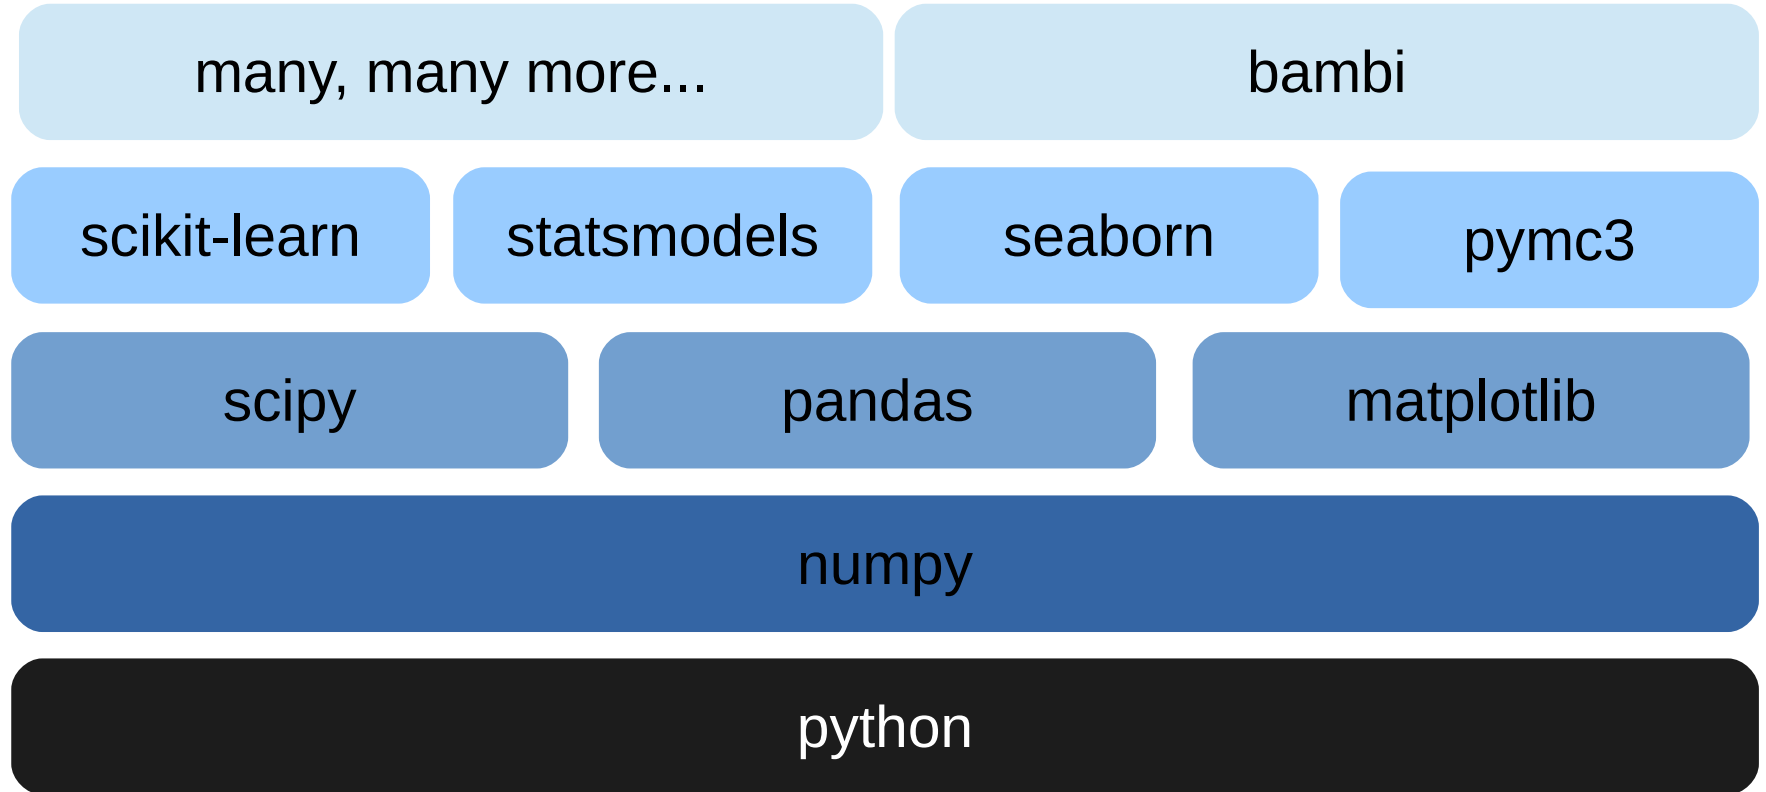 many, many more...
bambi
scikit-learn
statsmodels
seaborn
pymc3
scipy
pandas
matplotlib
numpy
python